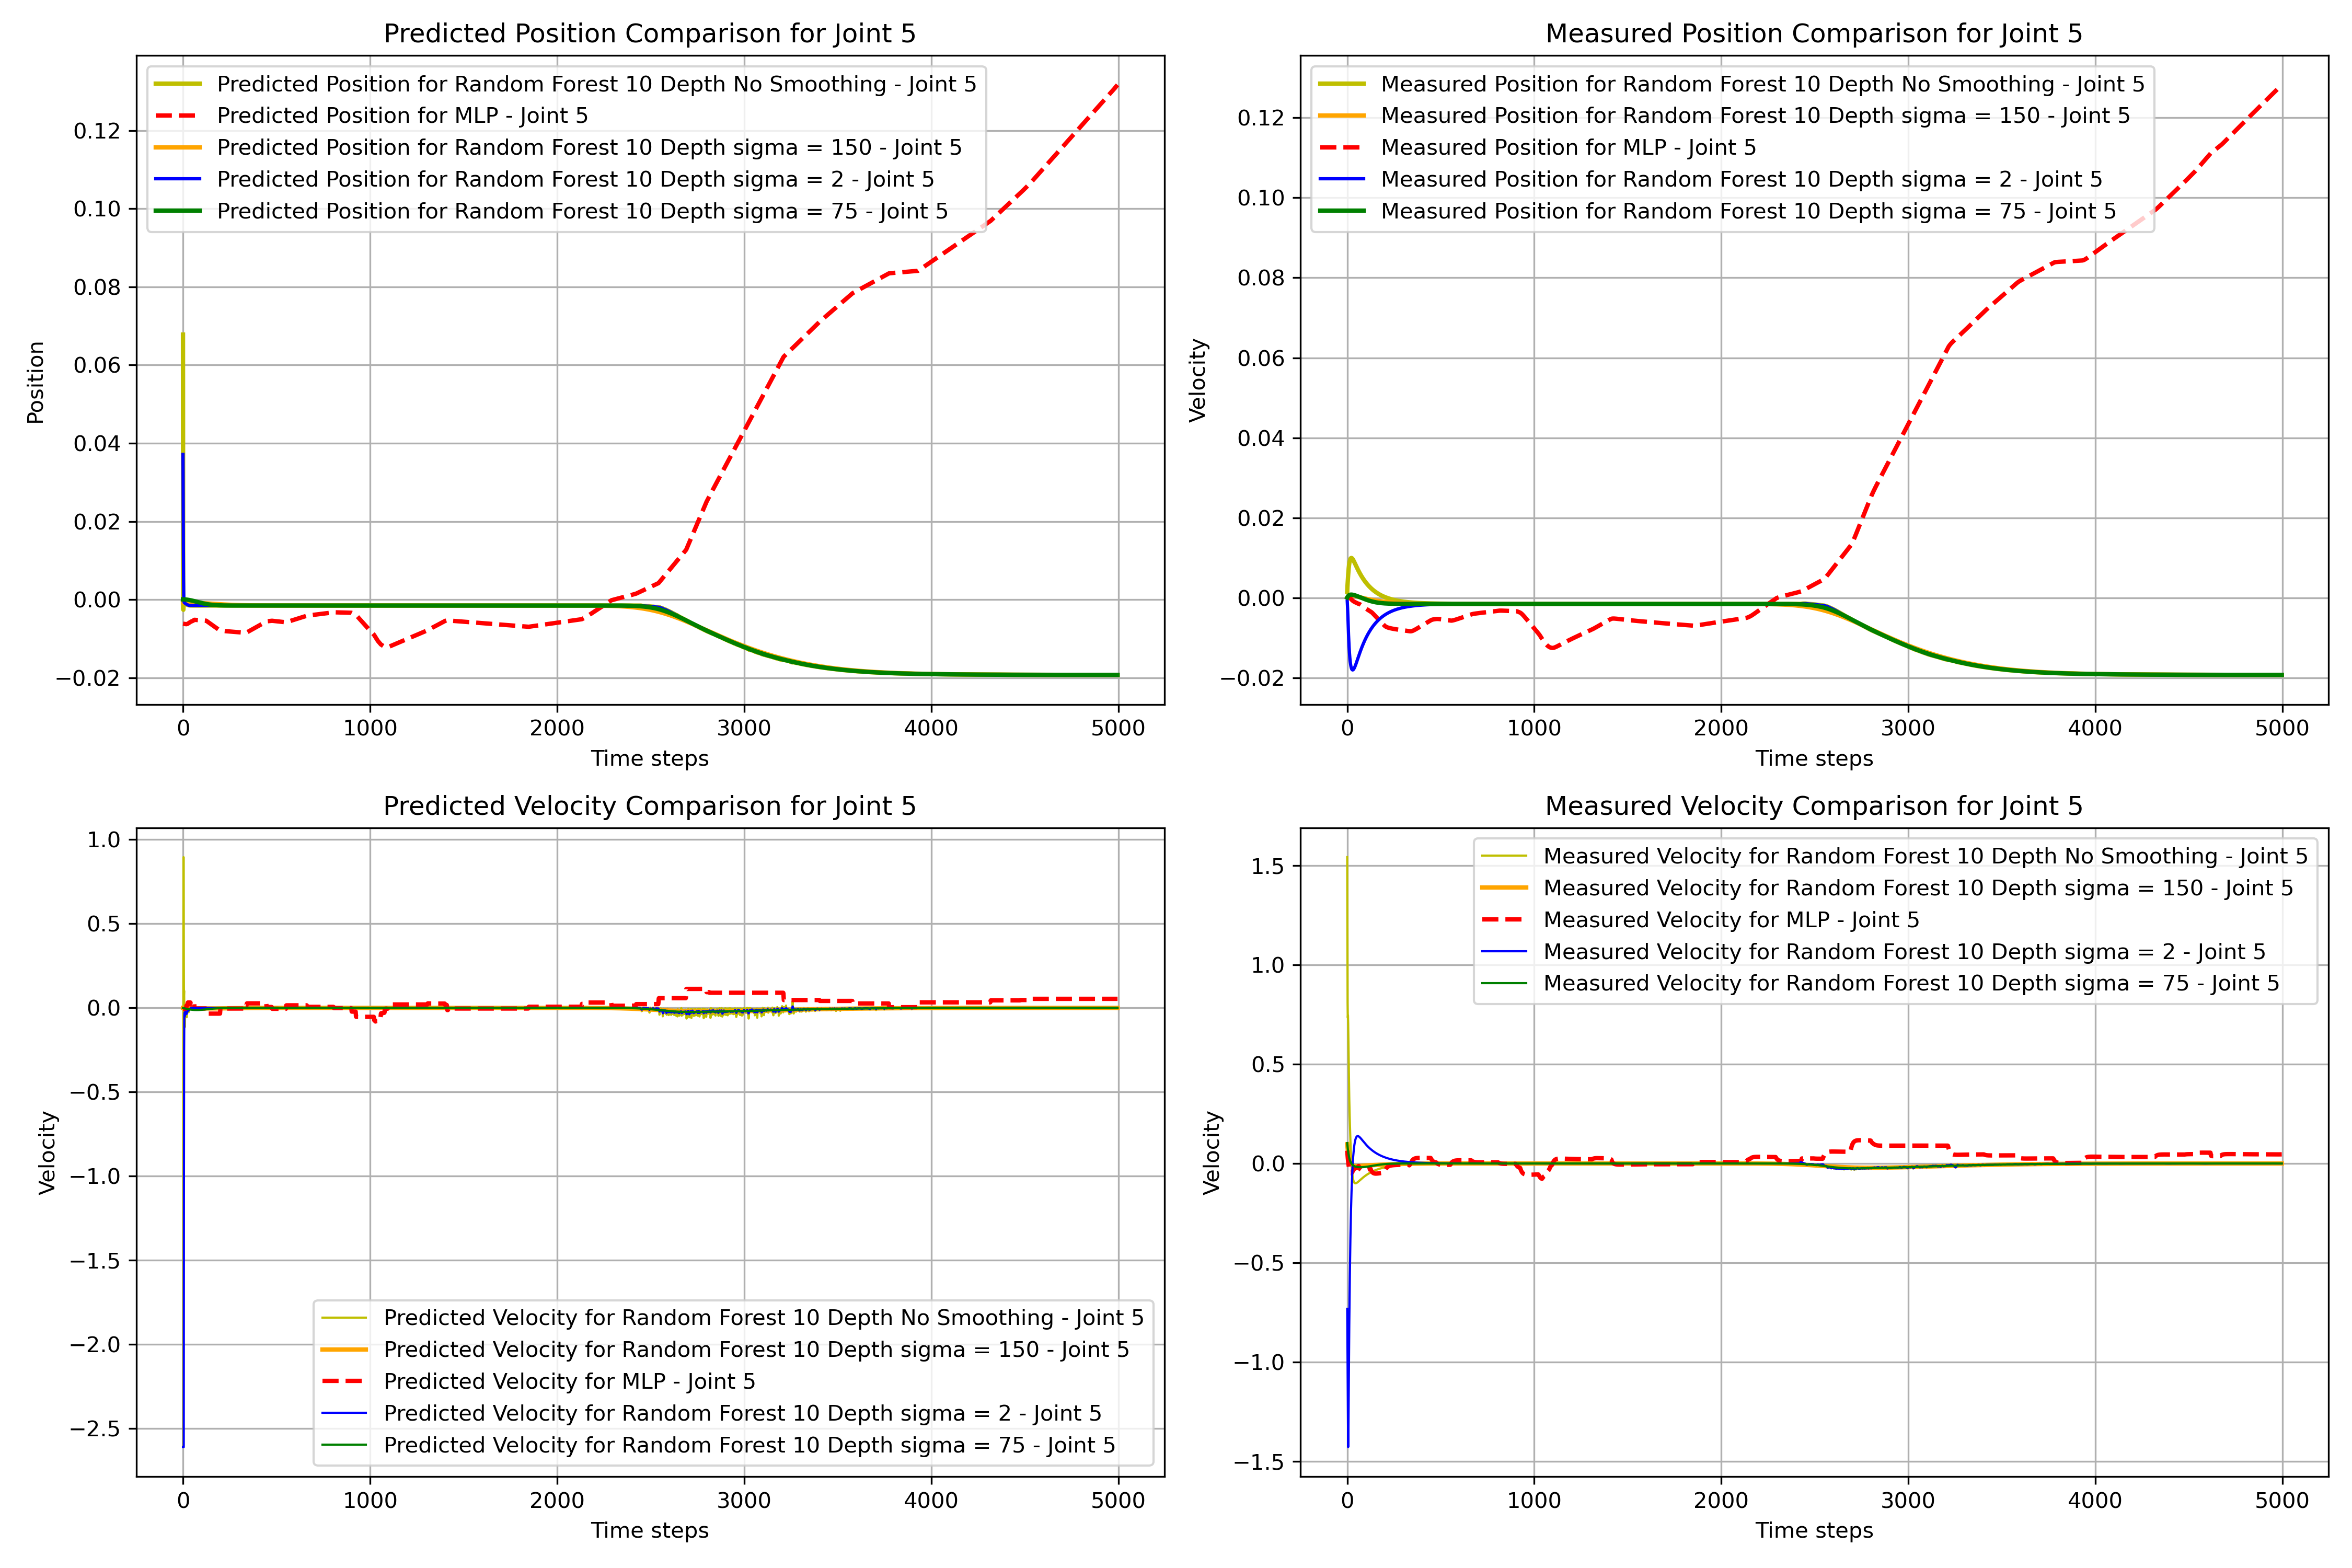 Predicted Position Comparison for Joint 5
Predicted Position for Random Forest 10 Depth No Smoothing - Joint 5
Predicted Position for MLP - Joint 5
Predicted Position for Random Forest 10 Depth sigma = 150 - Joint 5
Predicted Position for Random Forest 10 Depth sigma = 2 - Joint 5
Predicted Position for Random Forest 10 Depth sigma = 75 - Joint 5
Position
0.12
0.10
0.08
0.06
0.04
0.02
0.00
−0.02
0 1000 2000 3000 4000 5000
Time steps
Measured Position Comparison for Joint 5
Measured Position for Random Forest 10 Depth No Smoothing - Joint 5
Measured Position for Random Forest 10 Depth sigma = 150 - Joint 5
Measured Position for MLP - Joint 5
Measured Position for Random Forest 10 Depth sigma = 2 - Joint 5
Measured Position for Random Forest 10 Depth sigma = 75 - Joint 5
Velocity
0.12
0.10
0.08
0.06
0.04
0.02
0.00
−0.02
0 1000 2000 3000 4000 5000
Time steps
Predicted Velocity Comparison for Joint 5
Velocity
1.0
0.5
0.0
−0.5
−1.0
−1.5
−2.0
−2.5
Predicted Velocity for Random Forest 10 Depth No Smoothing - Joint 5
Predicted Velocity for Random Forest 10 Depth sigma = 150 - Joint 5
Predicted Velocity for MLP - Joint 5
Predicted Velocity for Random Forest 10 Depth sigma = 2 - Joint 5
Predicted Velocity for Random Forest 10 Depth sigma = 75 - Joint 5
0 1000 2000 3000 4000 5000
Time steps
Measured Velocity Comparison for Joint 5
Measured Velocity for Random Forest 10 Depth No Smoothing - Joint 5
Measured Velocity for Random Forest 10 Depth sigma = 150 - Joint 5
Measured Velocity for MLP - Joint 5
Measured Velocity for Random Forest 10 Depth sigma = 2 - Joint 5
Measured Velocity for Random Forest 10 Depth sigma = 75 - Joint 5
Velocity
1.5
1.0
0.5
0.0
−0.5
−1.0
−1.5
0 1000 2000 3000 4000 5000
Time steps